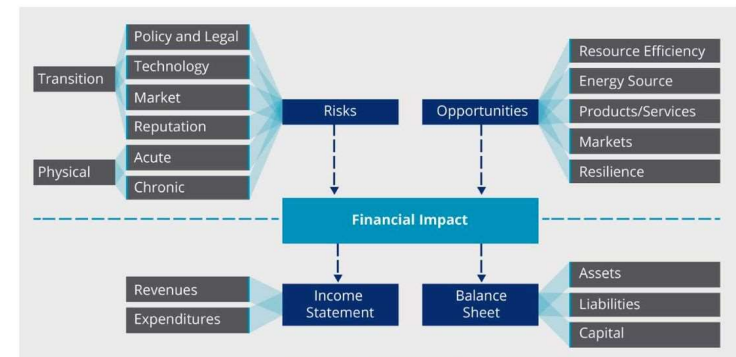 Policy and Legal
Technology
Transition
Market
Reputation
Physical
Acute
Chronic
Risks
Opportunities
Resource Efficiency
Energy Source
Products/Services
Markets
Resilience
Financial Impact
Revenues
Expenditures
Income
Statement
Balance
Sheet
Assets
Liabilities
Capital